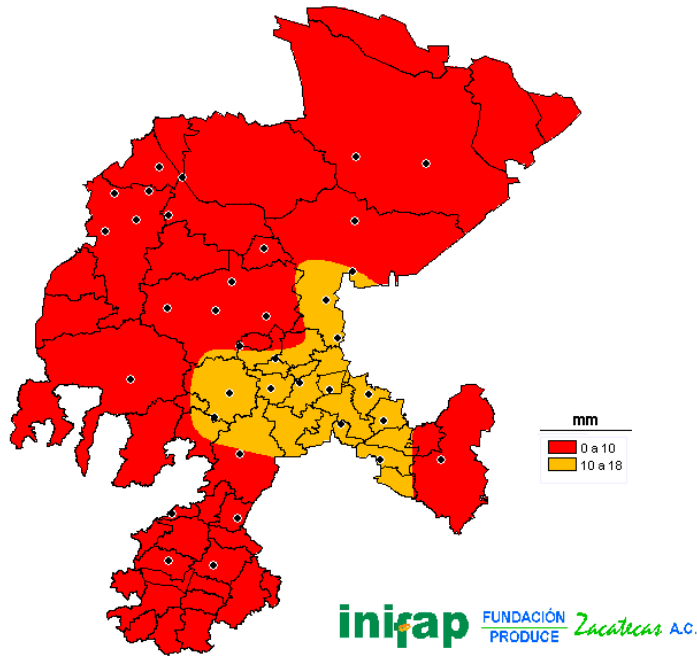 mm
0 a 10
10 a 18
inifap
FUNDACIÓN
PRODUCE
Zacatecas A.C.